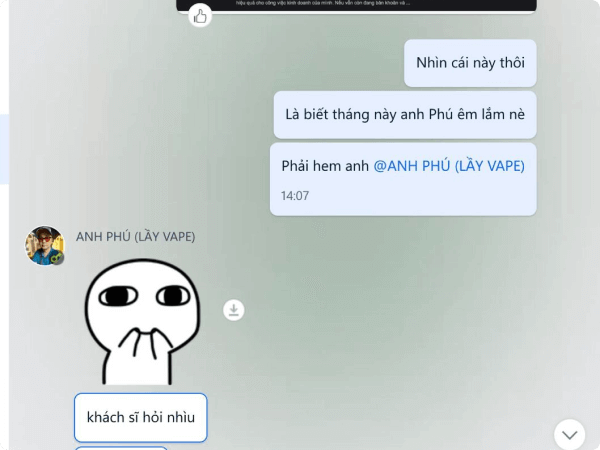 hiệu quả cho công việc kinh doanh của mình. Nếu vẫn còn đang băn khoăn và ...
Nhìn cái này thôi
Là biết tháng này anh Phú êm lắm nè
Phải hem anh @ANH PHÚ (LẦY VAPE)
14:07
ANH PHÚ (LẦY VAPE)
khách sĩ hỏi nhìu